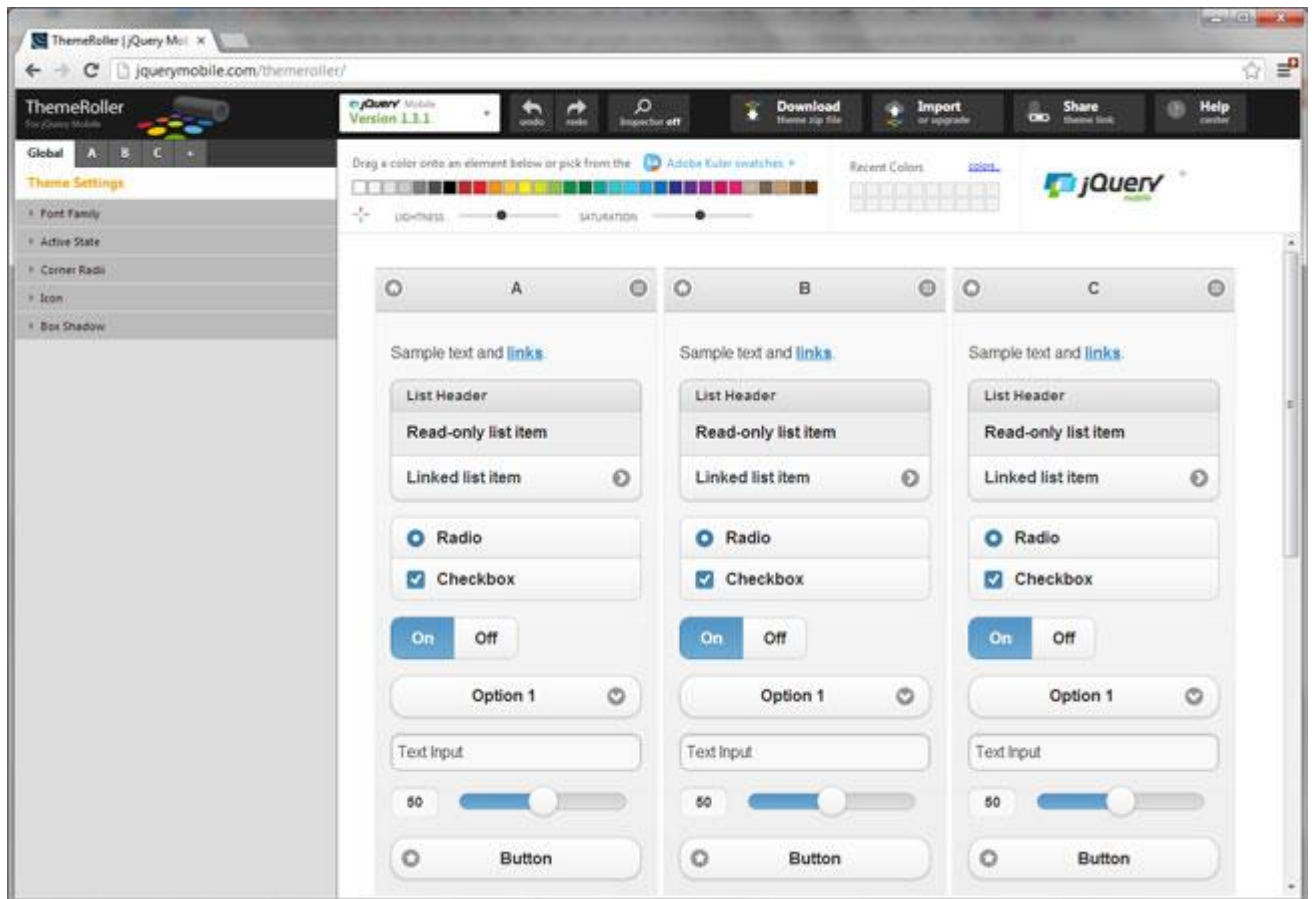 ThemeRoller | jQuery Mo
jquerymobile.com/themeroller/
ThemeRoller
For jQuery Mobile
jQuery Mobile
Version 1.3.1
undo
redo
Inspector off
Download
theme zip file
Import
or upgrade
Share
theme link
Help
center
Global A B C +
Theme Settings
Font Family
Active State
Corner Radii
Icon
Box Shadow
Drag a color onto an element below or pick from the Adobe Kuler swatches
LIGHTNESS SATURATION
Recent Colors colors...
jQuery
mobile
A
Sample text and links.
List Header
Read-only list item
Linked list item
Radio
Checkbox
On Off
Option 1
Text Input
50
Button
B
Sample text and links.
List Header
Read-only list item
Linked list item
Radio
Checkbox
On Off
Option 1
Text Input
50
Button
C
Sample text and links.
List Header
Read-only list item
Linked list item
Radio
Checkbox
On Off
Option 1
Text Input
50
Button